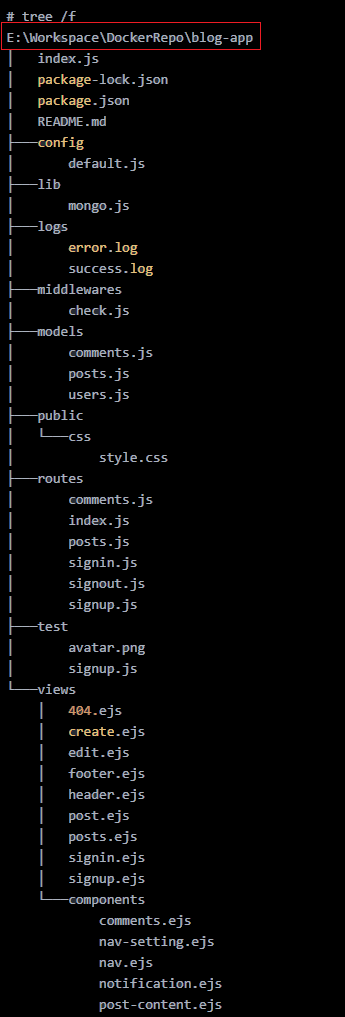 # tree /f
E:\Workspace\DockerRepo\blog-app
│   index.js
│   package-lock.json
│   package.json
│   README.md
├───config
│       default.js
├───lib
│       mongo.js
├───logs
│       error.log
│       success.log
├───middlewares
│       check.js
├───models
│       comments.js
│       posts.js
│       users.js
├───public
│   └───css
│           style.css
├───routes
│       comments.js
│       index.js
│       posts.js
│       signin.js
│       signout.js
│       signup.js
├───test
│       avatar.png
│       signup.js
└───views
    │   404.ejs
    │   create.ejs
    │   edit.ejs
    │   footer.ejs
    │   header.ejs
    │   post.ejs
    │   posts.ejs
    │   signin.ejs
    │   signup.ejs
    └───components
            comments.ejs
            nav-setting.ejs
            nav.ejs
            notification.ejs
            post-content.ejs